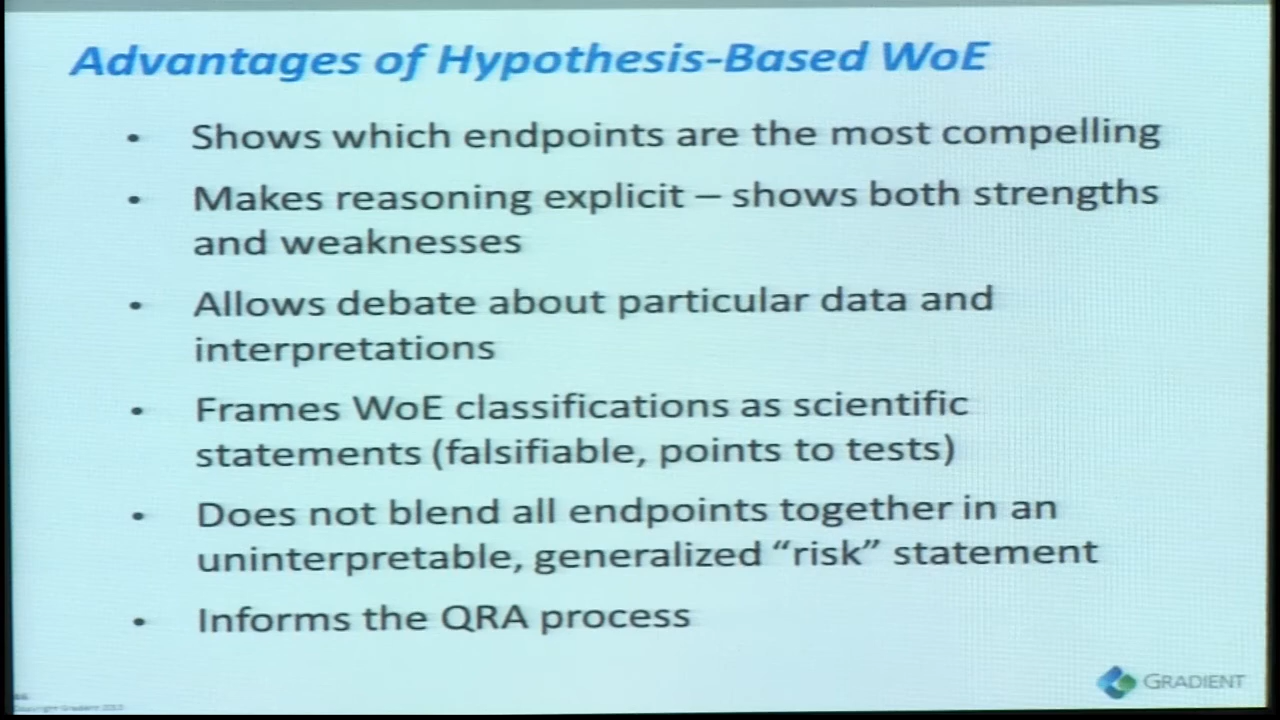 Advantages of Hypothesis-Based WoE
• Shows which endpoints are the most compelling
• Makes reasoning explicit – shows both strengths
and weaknesses
• Allows debate about particular data and
interpretations
• Frames WoE classifications as scientific
statements (falsifiable, points to tests)
• Does not blend all endpoints together in an
uninterpretable, generalized “risk” statement
• Informs the QRA process
GRADIENT